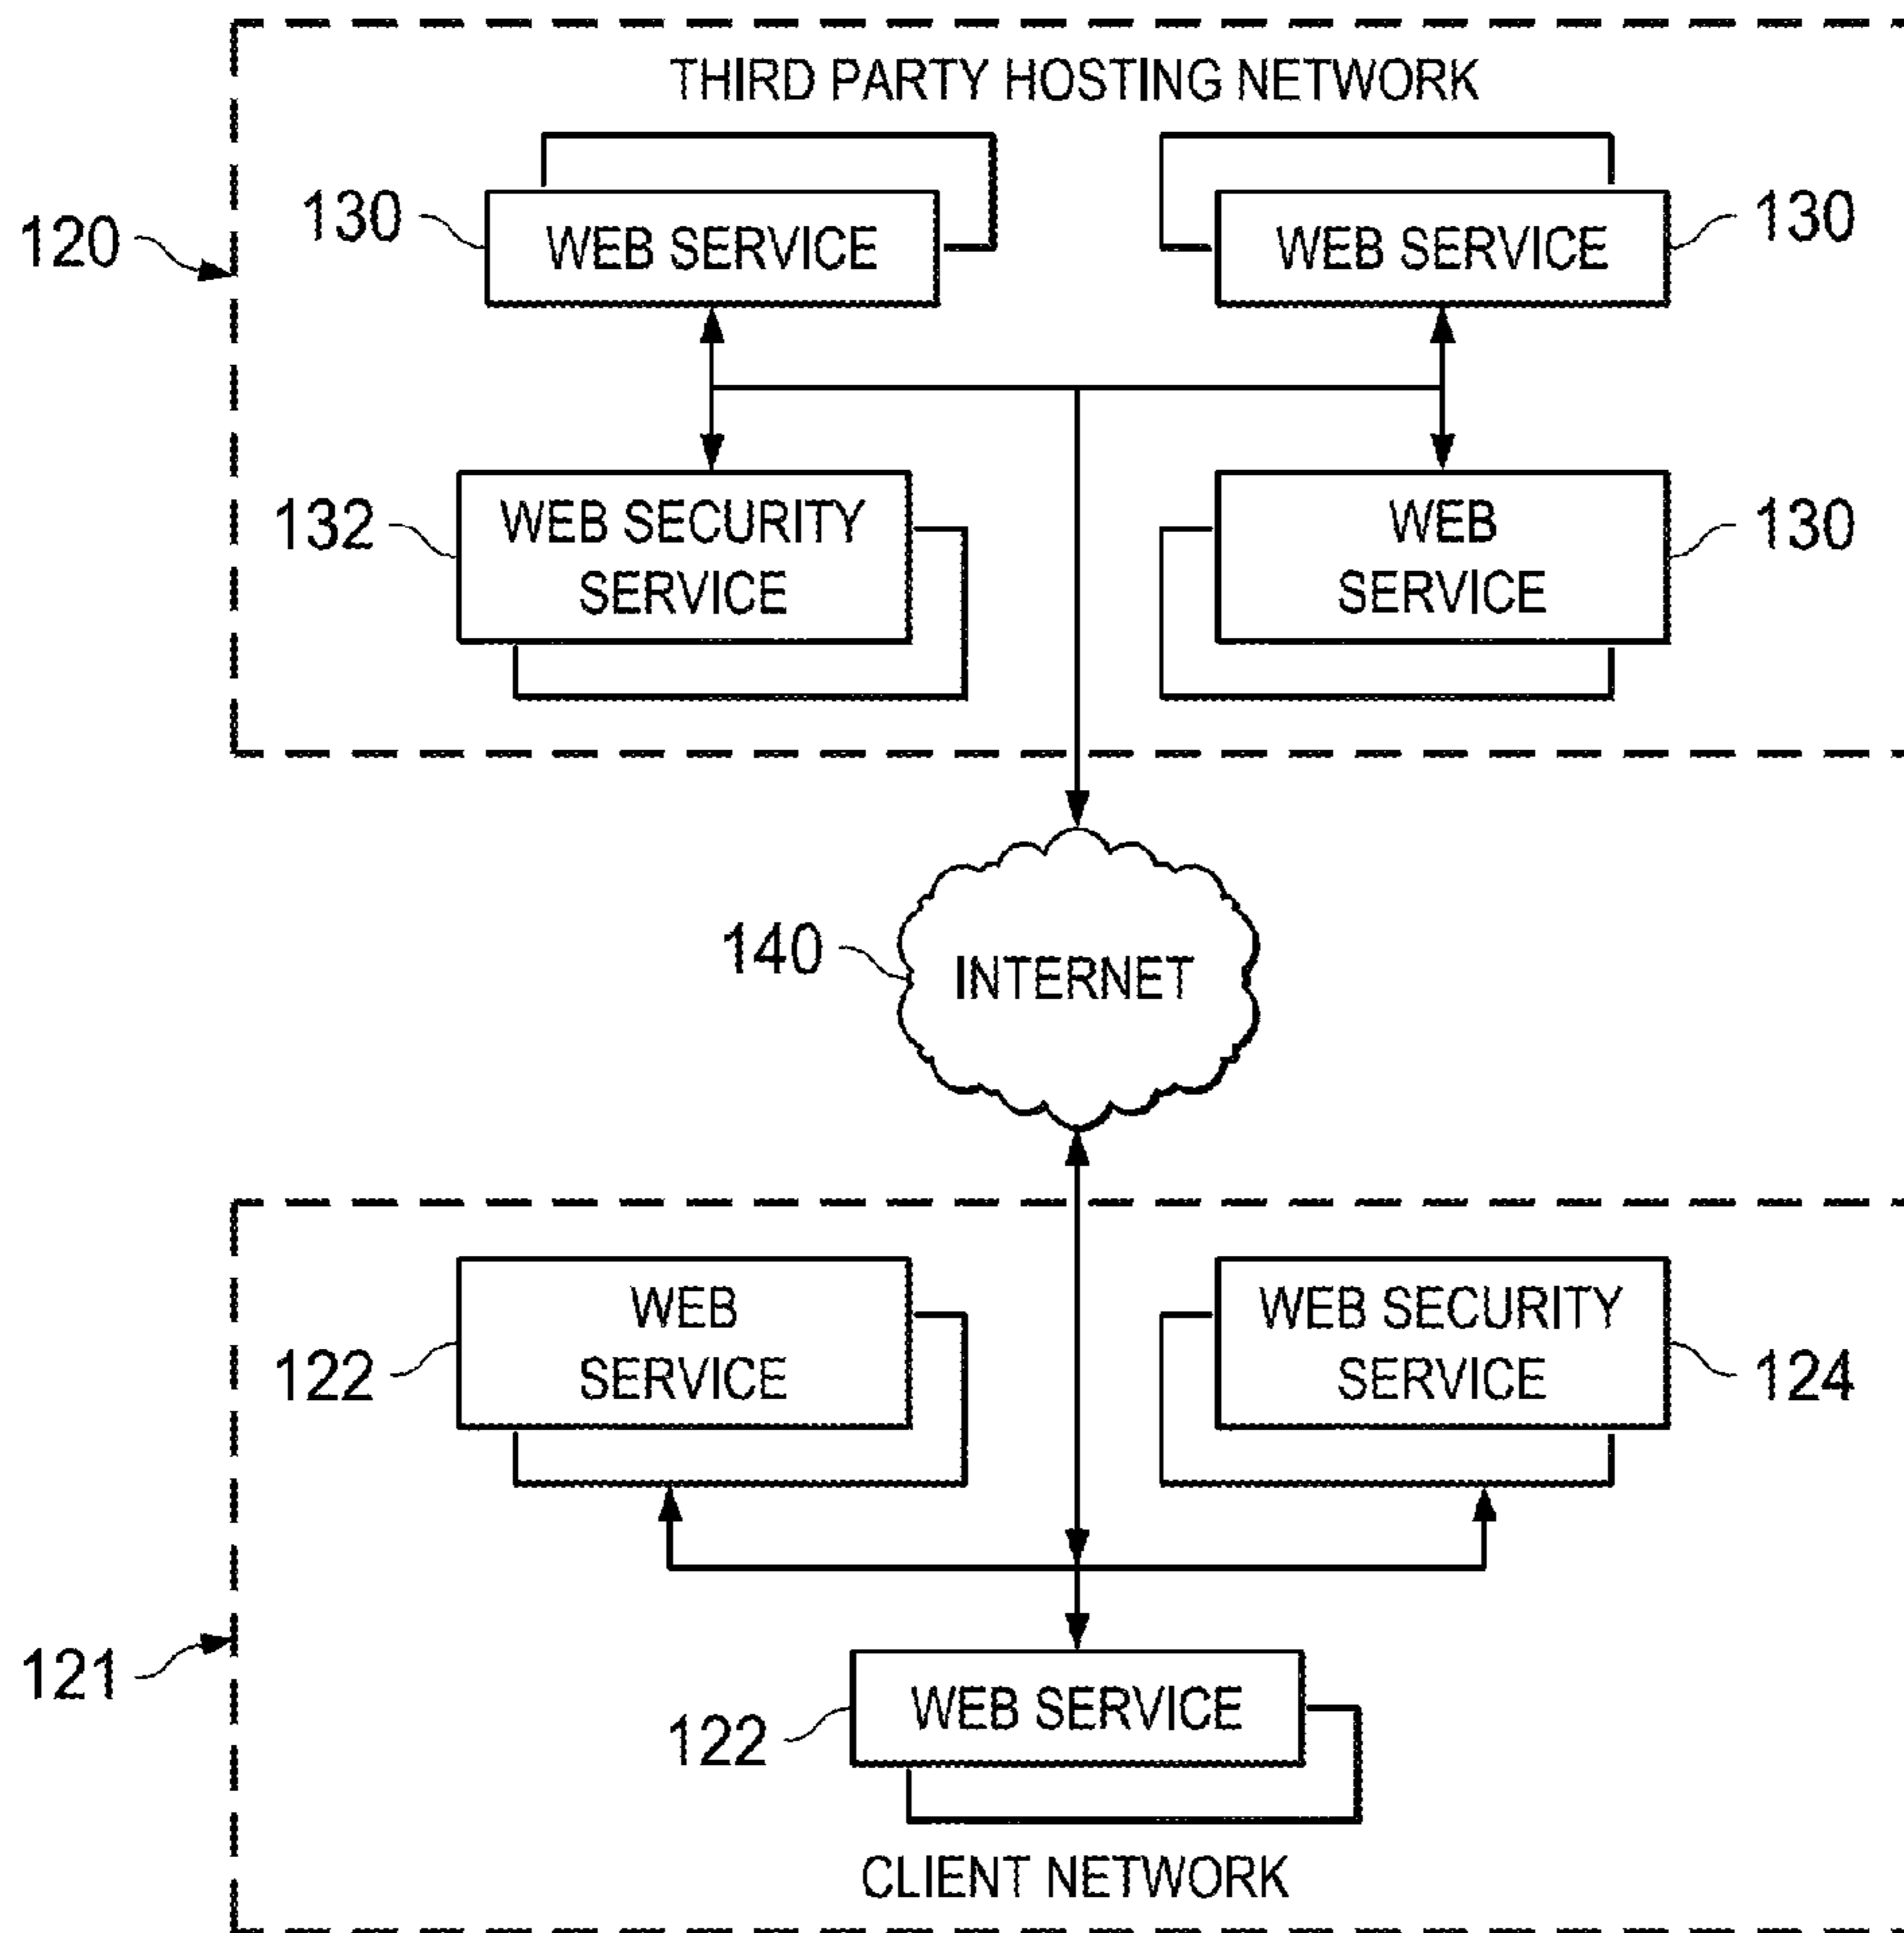 THIRD PARTY HOSTING NETWORK
120
130
WEB SERVICE
WEB SERVICE
130
132
WEB SECURITY
SERVICE
WEB
SERVICE
130
140
INTERNET
122
WEB
SERVICE
WEB SECURITY
SERVICE
124
121
122
WEB SERVICE
CLIENT NETWORK